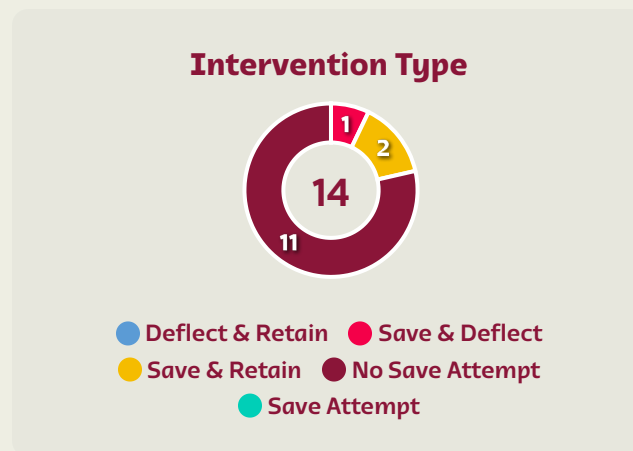 Intervention Type
1
2
14
11
Deflect & Retain Save & Deflect
Save & Retain No Save Attempt
Save Attempt